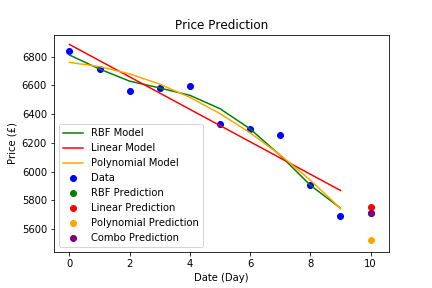 Price Prediction
Price (£)
6800
6600
6400
6200
6000
5800
5600
RBF Model
Linear Model
Polynomial Model
Data
RBF Prediction
Linear Prediction
Polynomial Prediction
Combo Prediction
0
2
4
6
8
10
Date (Day)